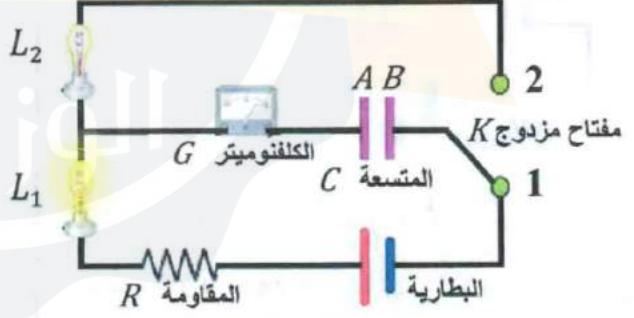 L₂
A B
2
مفتاح مزدوج K
G الكلفنوميتر
C المتسعة
1
L₁
R المقاومة
البطارية